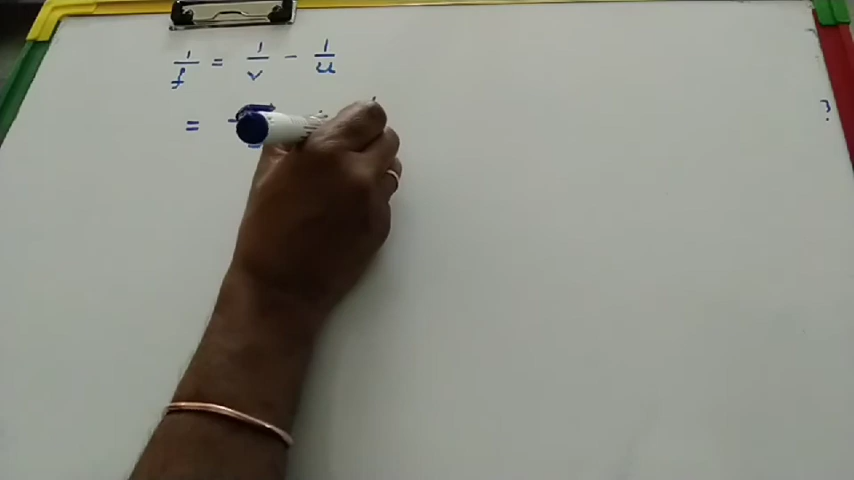 1/f = 1/v - 1/u
=
?